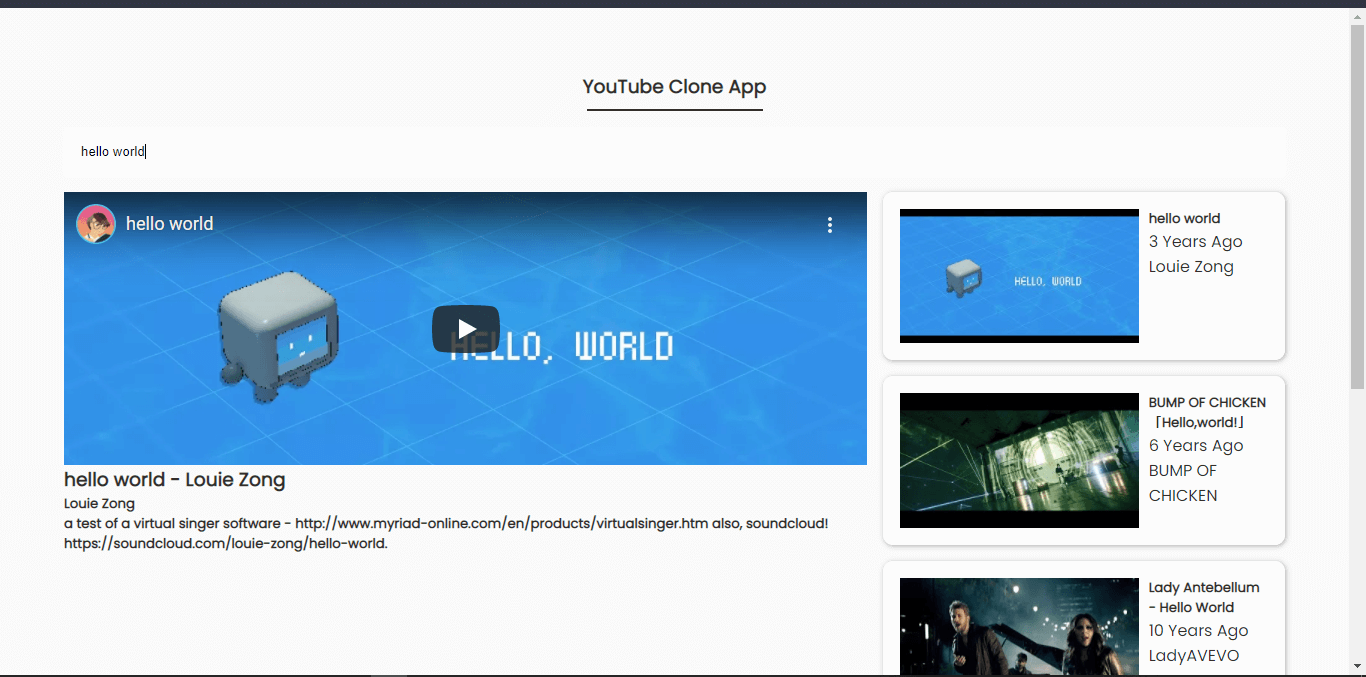 YouTube Clone App
hello world
hello world
HELLO, WORLD
hello world - Louie Zong
Louie Zong
a test of a virtual singer software - http://www.myriad-online.com/en/products/virtualsinger.htm also, soundcloud!
https://soundcloud.com/louie-zong/hello-world.
HELLO, WORLD
hello world
3 Years Ago
Louie Zong
BUMP OF CHICKEN
「Hello,world!」
6 Years Ago
BUMP OF
CHICKEN
Lady Antebellum
- Hello World
10 Years Ago
LadyAVEVO